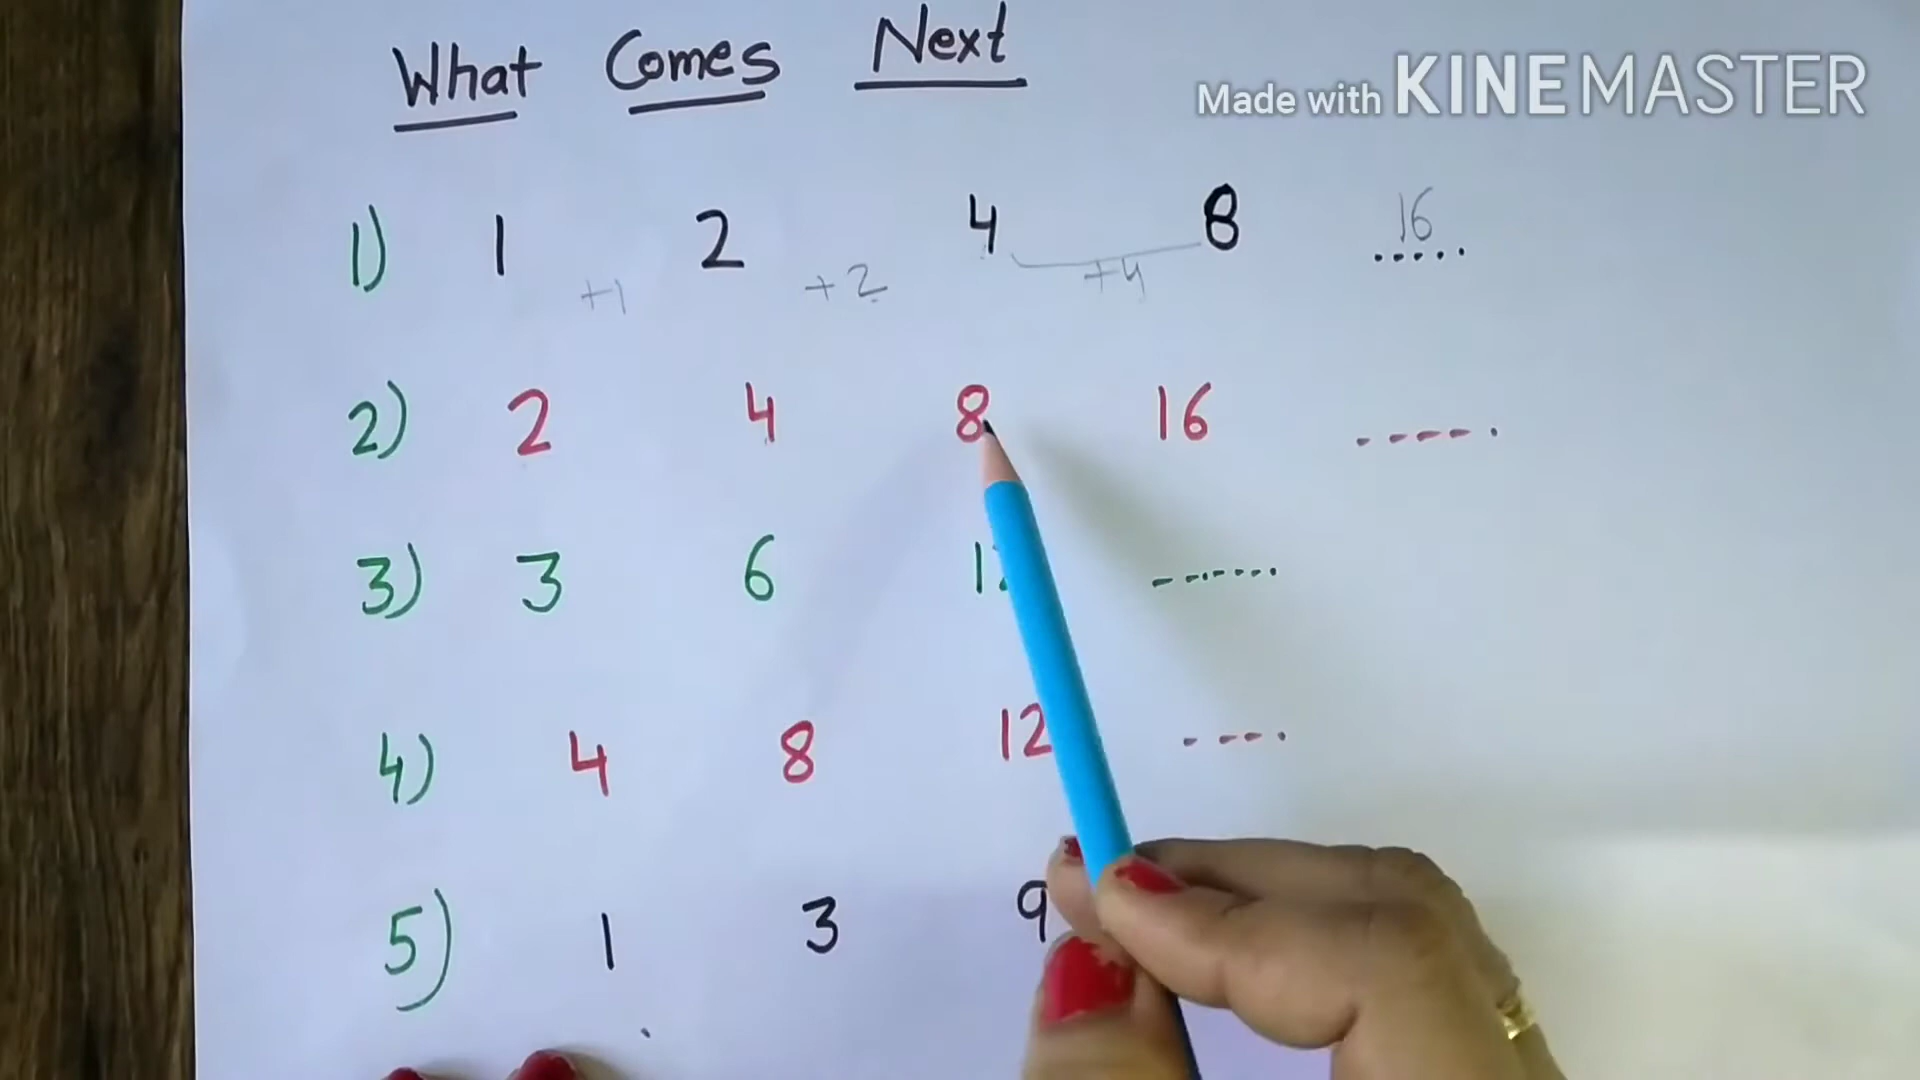 What Comes Next
Made with KINEMASTER
1) 1 2 4 8 16
+1 +2 +4
2) 2 4 8 16 -----.
3) 3 6 -------
4) 4 8 12 ----.
5) 1 3 9